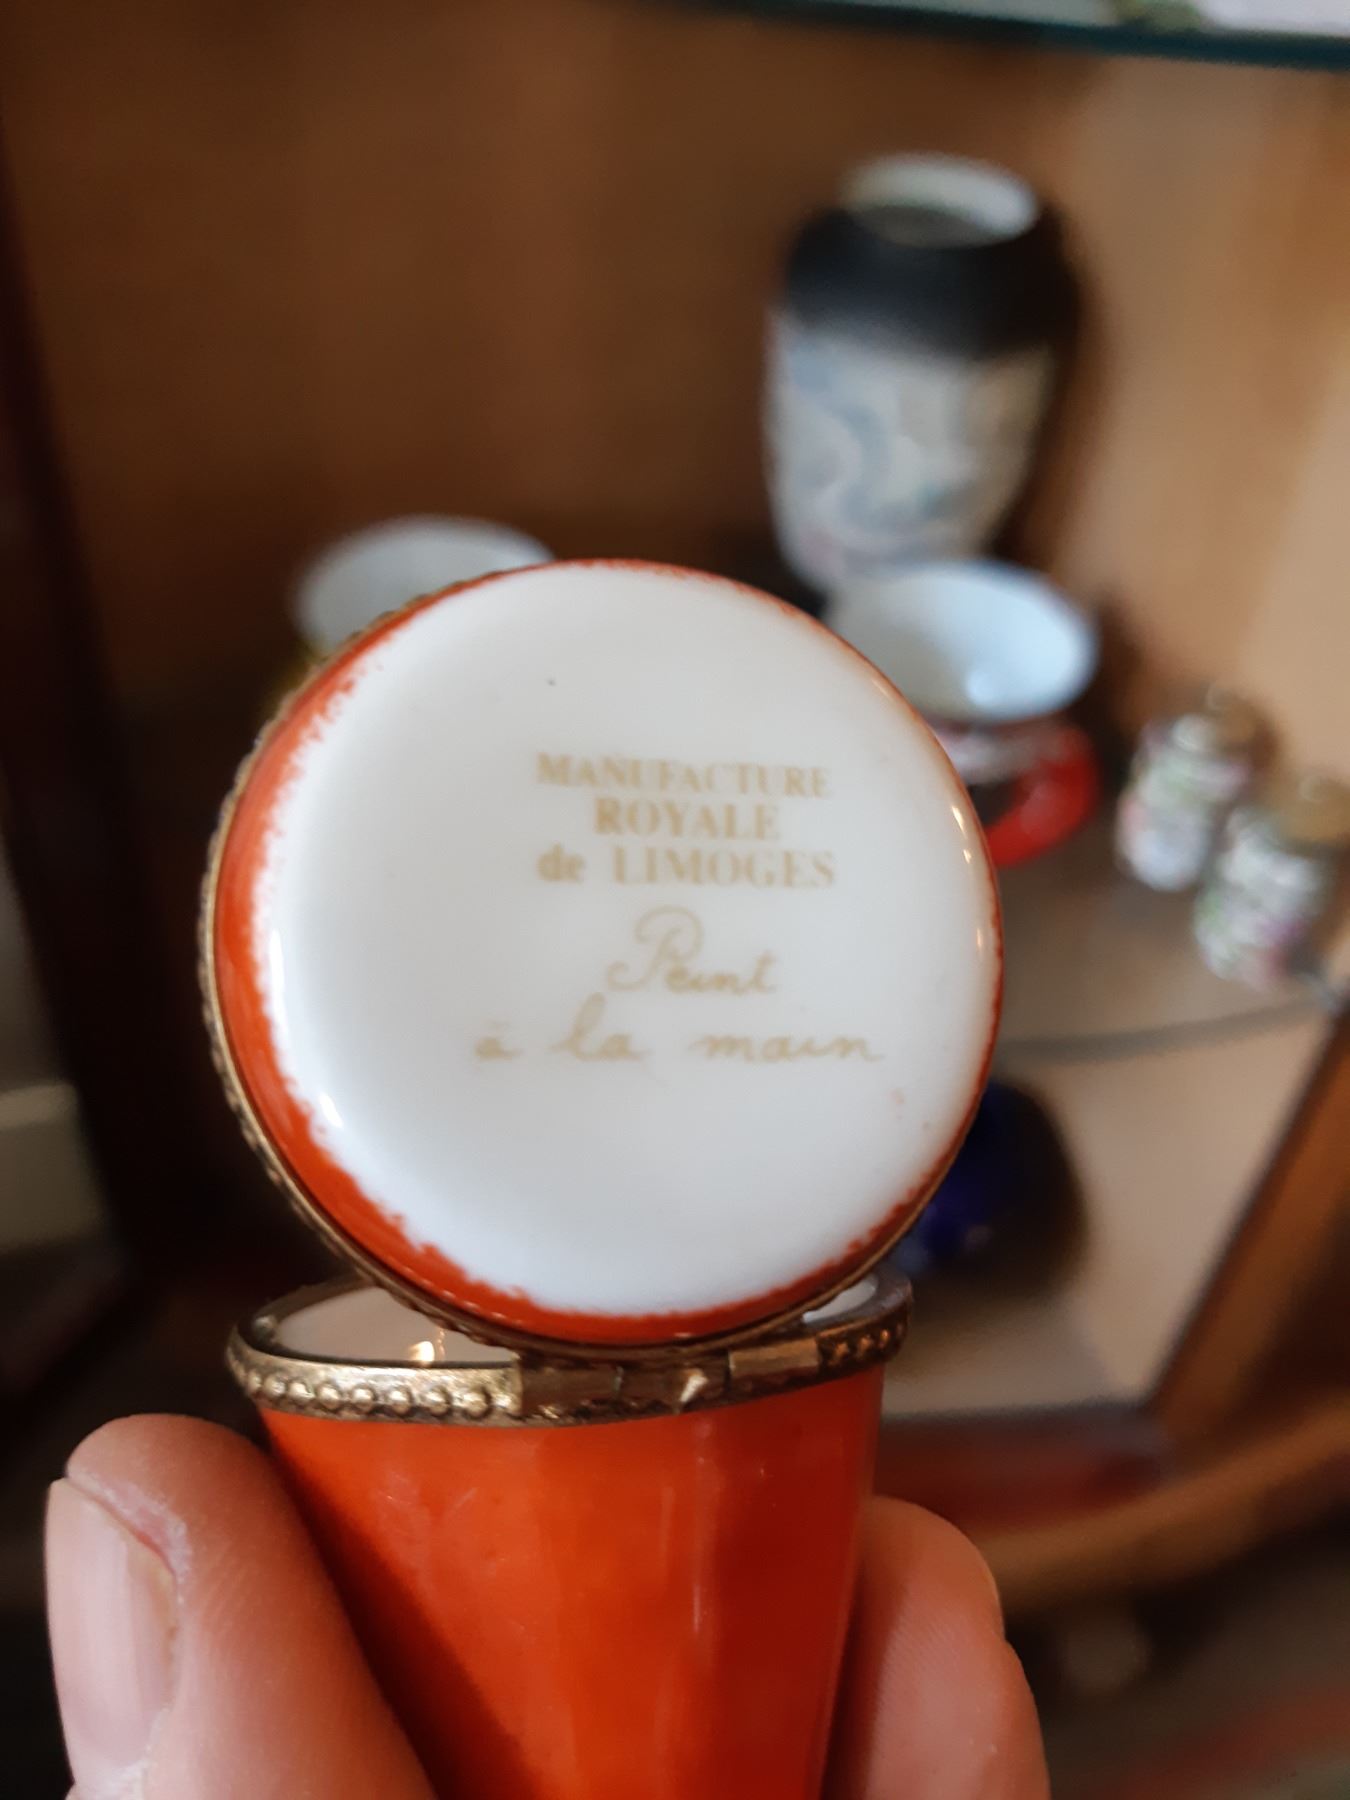 MANUFACTURE
ROYALE
de LIMOGES
Peint
à la main